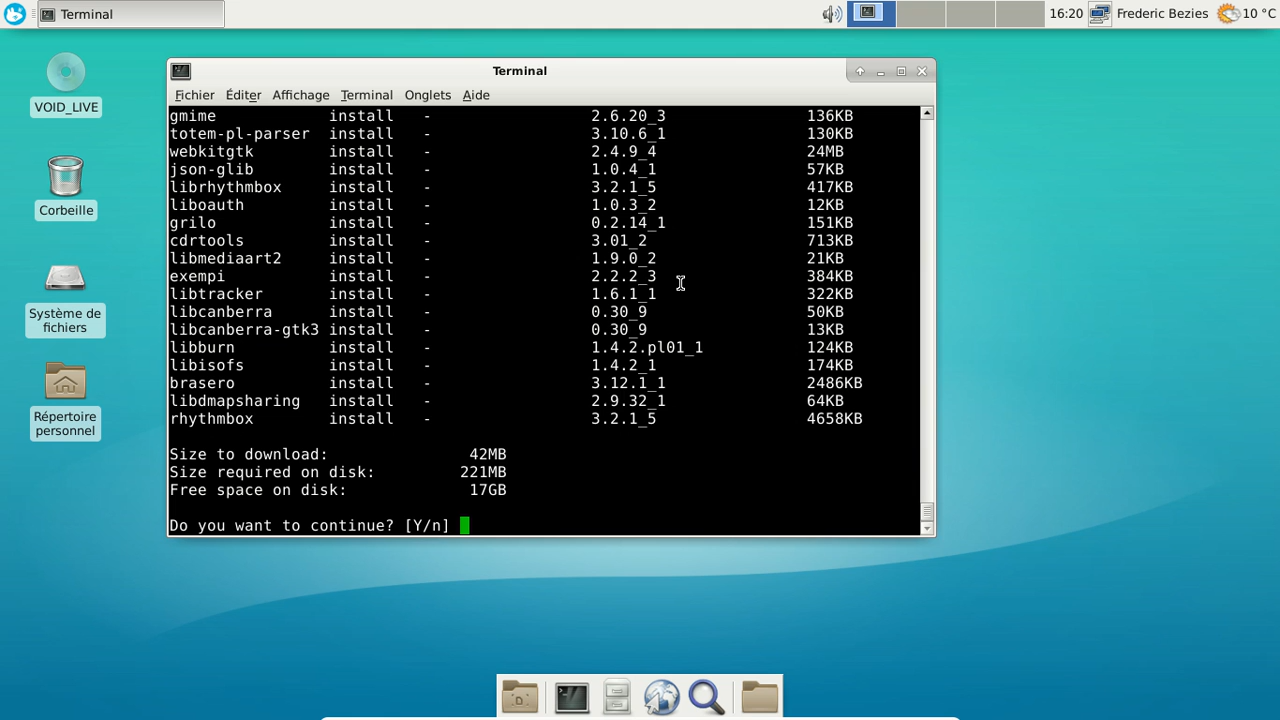 Terminal
16:20
Frederic Bezies
10 °C
VOID_LIVE
Corbeille
Système de
fichiers
Répertoire
personnel
Terminal
Fichier Éditer Affichage Terminal Onglets Aide
gmime install - 2.6.20_3 136KB
totem-pl-parser install - 3.10.6_1 130KB
webkitgtk install - 2.4.9_4 24MB
json-glib install - 1.0.4_1 57KB
librhythmbox install - 3.2.1_5 417KB
liboauth install - 1.0.3_2 12KB
grilo install - 0.2.14_1 151KB
cdrtools install - 3.01_2 713KB
libmediaart2 install - 1.9.0_2 21KB
exempi install - 2.2.2_3 384KB
libtracker install - 1.6.1_1 322KB
libcanberra install - 0.30_9 50KB
libcanberra-gtk3 install - 0.30_9 13KB
libburn install - 1.4.2.pl01_1 124KB
libisofs install - 1.4.2_1 174KB
brasero install - 3.12.1_1 2486KB
libdmapsharing install - 2.9.32_1 64KB
rhythmbox install - 3.2.1_5 4658KB
Size to download: 42MB
Size required on disk: 221MB
Free space on disk: 17GB
Do you want to continue? [Y/n]